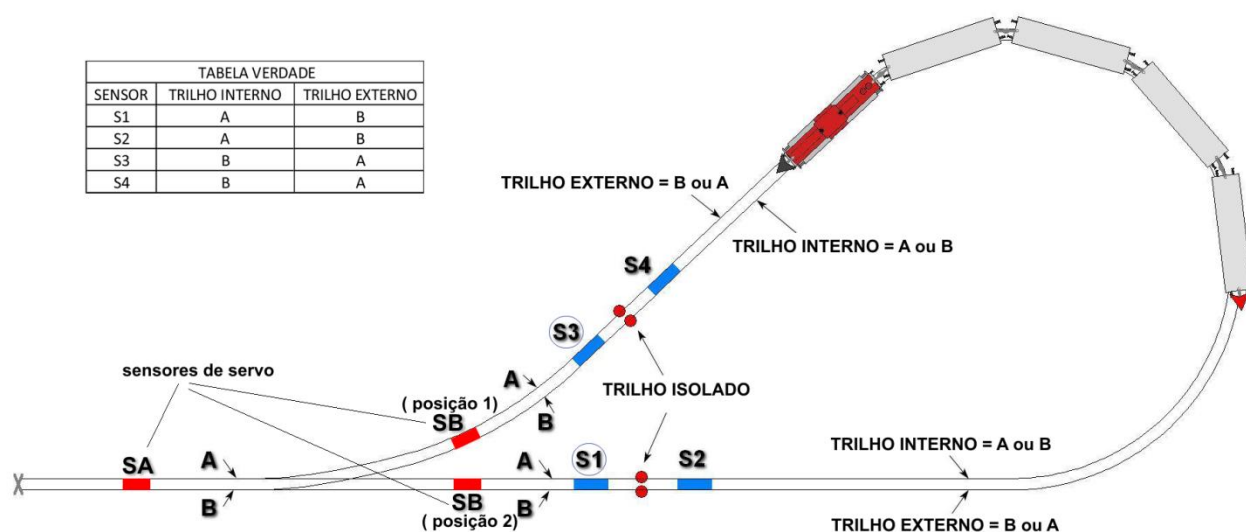 TABELA VERDADE
SENSOR TRILHO INTERNO TRILHO EXTERNO
S1 A B
S2 A B
S3 B A
S4 B A
TRILHO EXTERNO = B ou A
TRILHO INTERNO = A ou B
S4
S3
sensores de servo
A
B
TRILHO ISOLADO
( posição 1)
SB
SA
A
B
SB
( posição 2)
A
B
S1
S2
TRILHO INTERNO = A ou B
TRILHO EXTERNO = B ou A